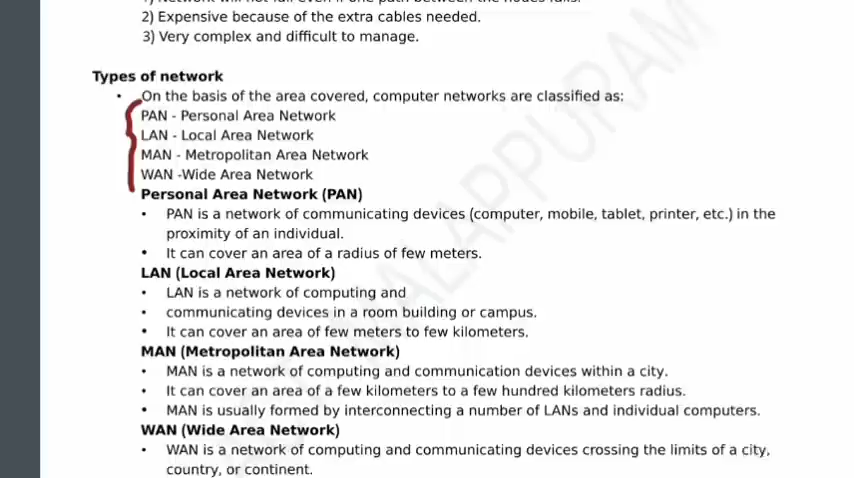 2) Expensive because of the extra cables needed.
3) Very complex and difficult to manage.
Types of network
• On the basis of the area covered, computer networks are classified as:
PAN - Personal Area Network
LAN - Local Area Network
MAN - Metropolitan Area Network
WAN -Wide Area Network
Personal Area Network (PAN)
• PAN is a network of communicating devices (computer, mobile, tablet, printer, etc.) in the
proximity of an individual.
• It can cover an area of a radius of few meters.
LAN (Local Area Network)
• LAN is a network of computing and
• communicating devices in a room building or campus.
• It can cover an area of few meters to few kilometers.
MAN (Metropolitan Area Network)
• MAN is a network of computing and communication devices within a city.
• It can cover an area of a few kilometers to a few hundred kilometers radius.
• MAN is usually formed by interconnecting a number of LANs and individual computers.
WAN (Wide Area Network)
• WAN is a network of computing and communicating devices crossing the limits of a city,
country, or continent.